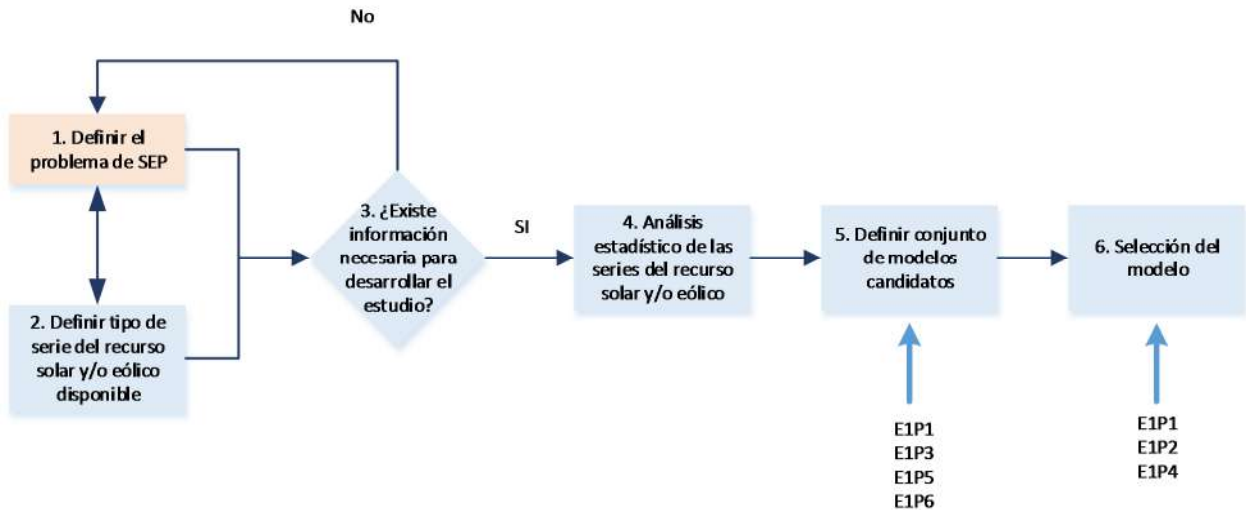 No
1. Definir el
problema de SEP
2. Definir tipo de
serie del recurso
solar y/o eólico
disponible
3. ¿Existe
información
necesaria para
desarrollar el
estudio?
SI
4. Análisis
estadístico de las
series del recurso
solar y/o eólico
5. Definir conjunto
de modelos
candidatos
6. Selección del
modelo
E1P1
E1P3
E1P5
E1P6
E1P1
E1P2
E1P4